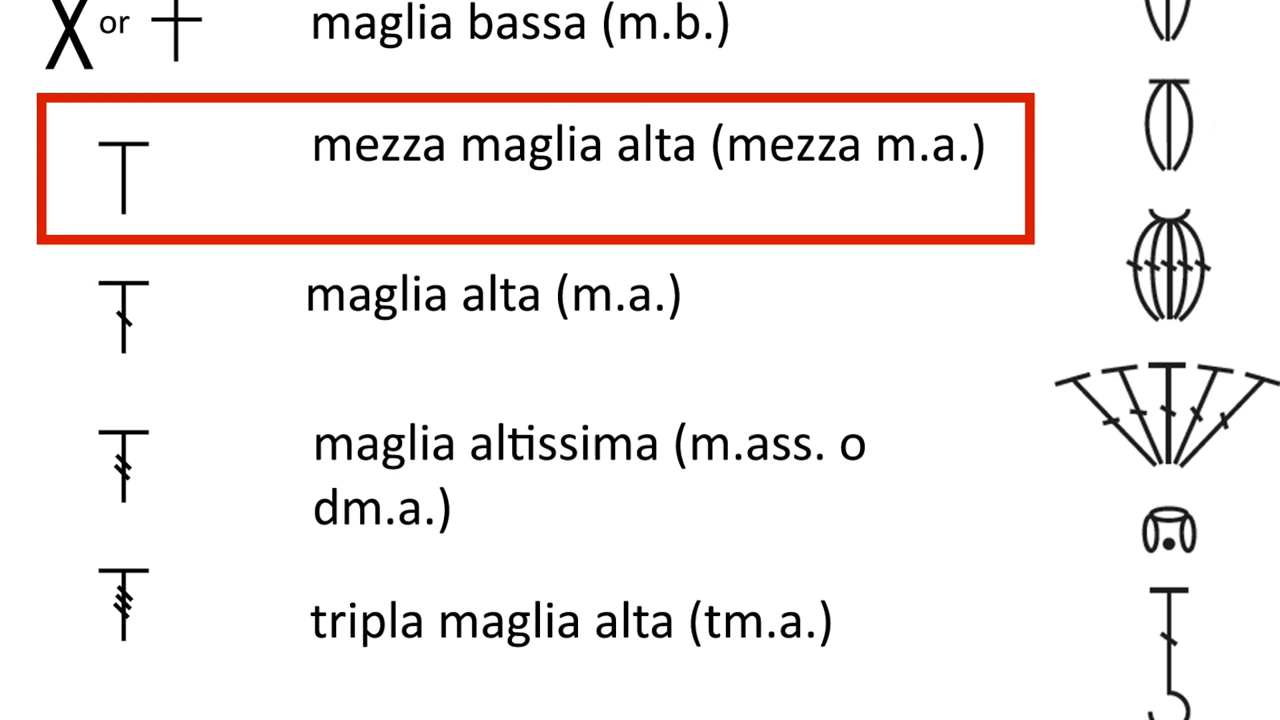 X or + maglia bassa (m.b.)
mezza maglia alta (mezza m.a.)
maglia alta (m.a.)
maglia altissima (m.ass. o
dm.a.)
tripla maglia alta (tm.a.)